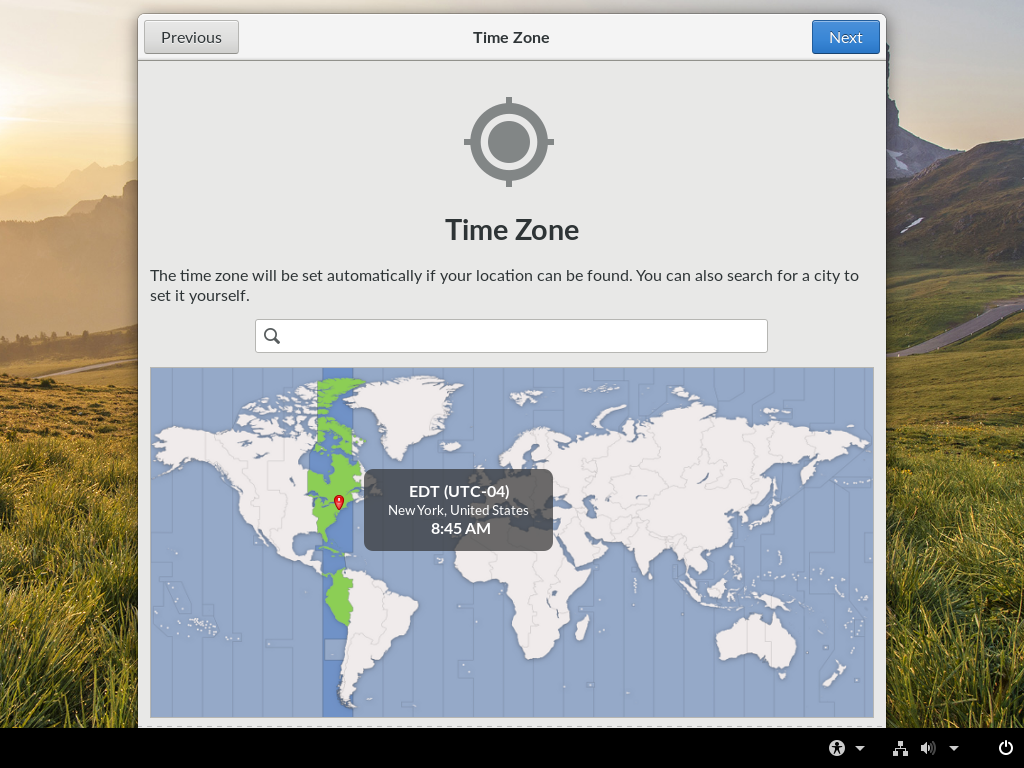 Previous
Time Zone
Next
Time Zone
The time zone will be set automatically if your location can be found. You can also search for a city to
set it yourself.
EDT (UTC-04)
New York, United States
8:45 AM